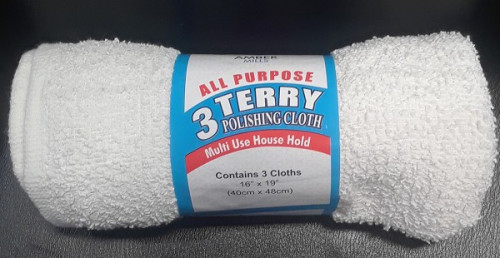 AMBER
MILLS
ALL PURPOSE
3 TERRY
POLISHING CLOTH
Multi Use House Hold
Contains 3 Cloths
16" x 19"
(40cm x 48cm)